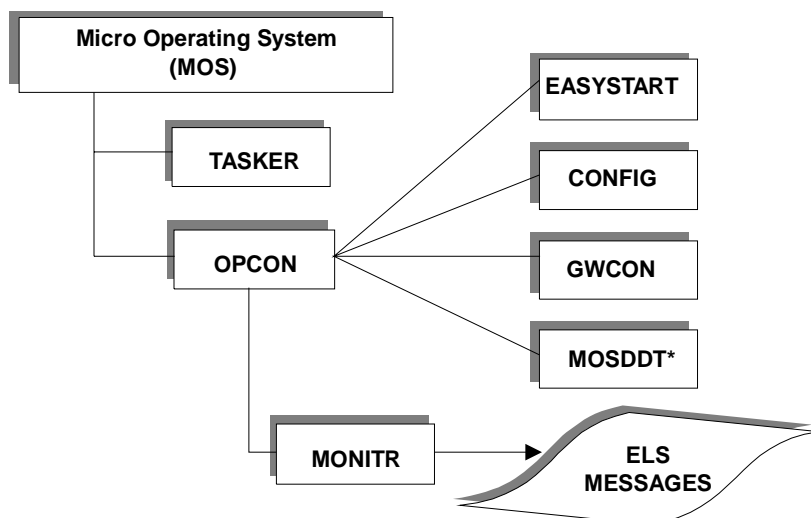 Micro Operating System
(MOS)
EASYSTART
TASKER
CONFIG
OPCON
GWCON
MOSDDT*
MONITR
ELS
MESSAGES